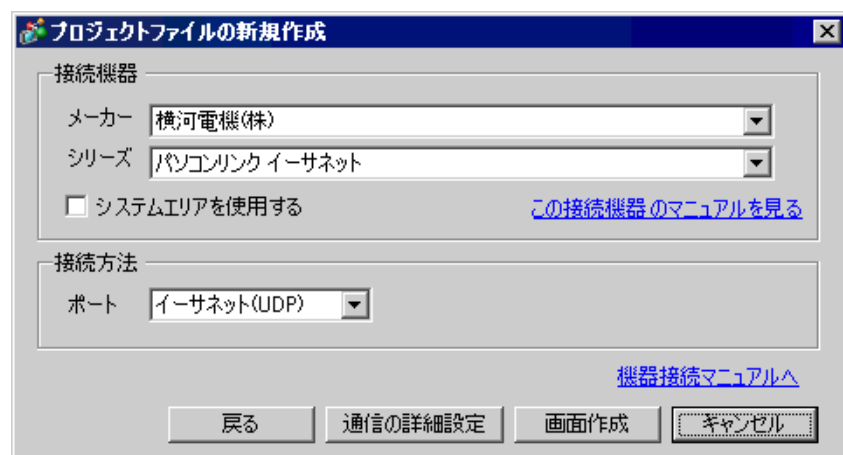 プロジェクトファイルの新規作成
接続機器
メーカー 横河電機(株)
シリーズ パソコンリンク イーサネット
システムエリアを使用する この接続機器のマニュアルを見る
接続方法
ポート イーサネット(UDP)
機器接続マニュアルへ
戻る 通信の詳細設定 画面作成 キャンセル